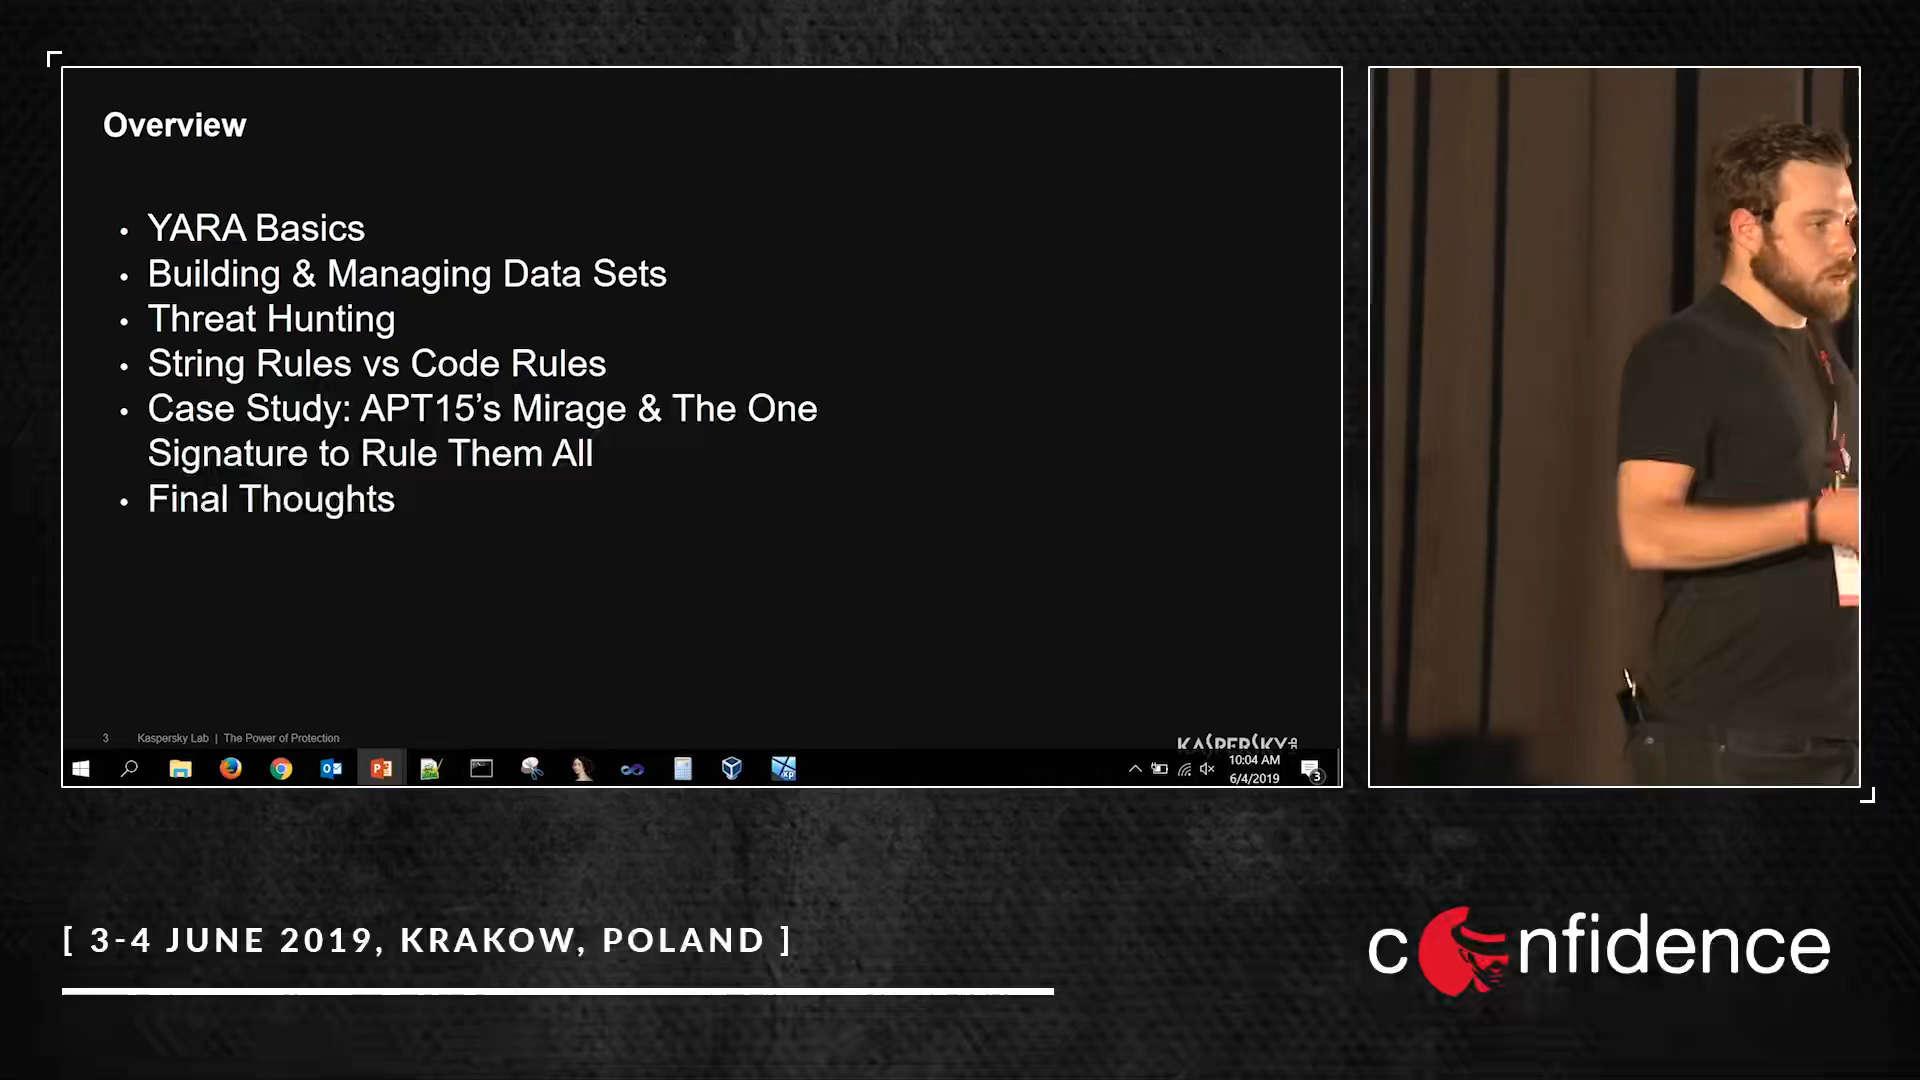 Overview
• YARA Basics
• Building & Managing Data Sets
• Threat Hunting
• String Rules vs Code Rules
• Case Study: APT15's Mirage & The One
Signature to Rule Them All
• Final Thoughts
3 Kaspersky Lab | The Power of Protection
KASPERSKY LAB
10:04 AM
6/4/2019
3
[ 3-4 JUNE 2019, KRAKOW, POLAND ]
confidence